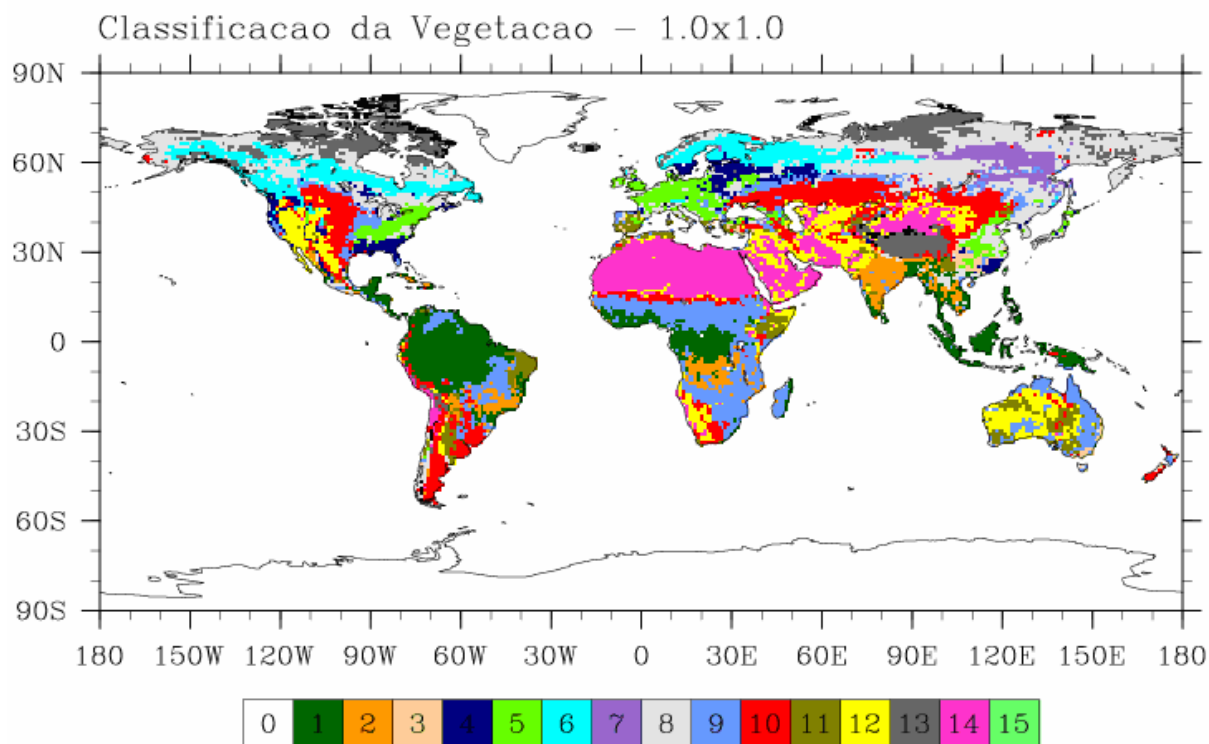 Classificacao da Vegetacao – 1.0x1.0
90N
60N
30N
0
30S
60S
90S
180 150W 120W 90W 60W 30W 0 30E 60E 90E 120E 150E 180
0 1 2 3 4 5 6 7 8 9 10 11 12 13 14 15